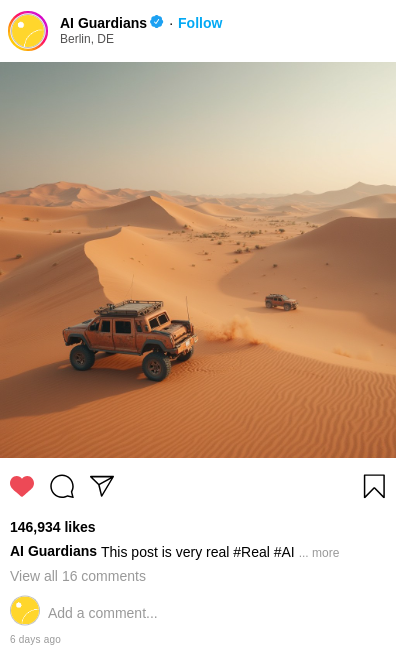 AI Guardians · Follow
Berlin, DE
146,934 likes
AI Guardians This post is very real #Real #AI ... more
View all 16 comments
Add a comment...
6 days ago